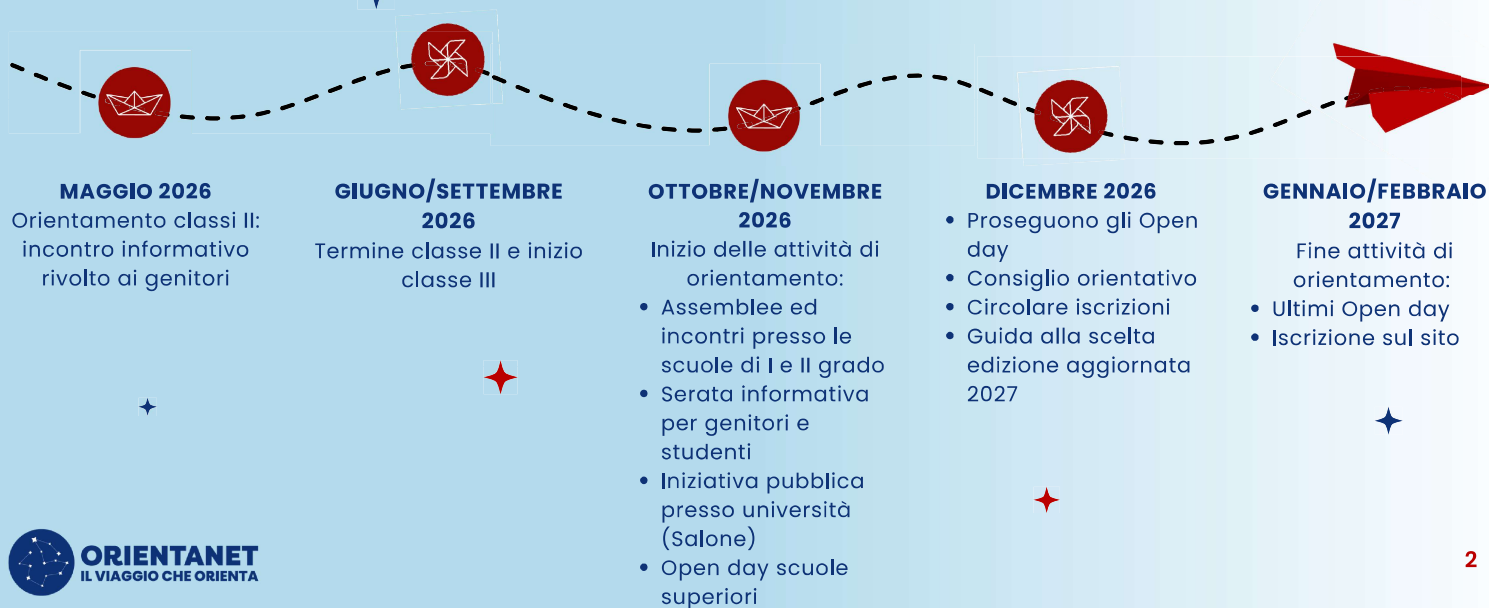 MAGGIO 2026
Orientamento classi II:
incontro informativo
rivolto ai genitori
GIUGNO/SETTEMBRE
2026
Termine classe II e inizio
classe III
OTTOBRE/NOVEMBRE
2026
Inizio delle attività di
orientamento:
• Assemblee ed
incontri presso le
scuole di I e II grado
• Serata informativa
per genitori e
studenti
• Iniziativa pubblica
presso università
(Salone)
• Open day scuole
superiori
DICEMBRE 2026
• Proseguono gli Open
day
• Consiglio orientativo
• Circolare iscrizioni
• Guida alla scelta
edizione aggiornata
2027
GENNAIO/FEBBRAIO
2027
Fine attività di
orientamento:
• Ultimi Open day
• Iscrizione sul sito
ORIENTANET
IL VIAGGIO CHE ORIENTA
2